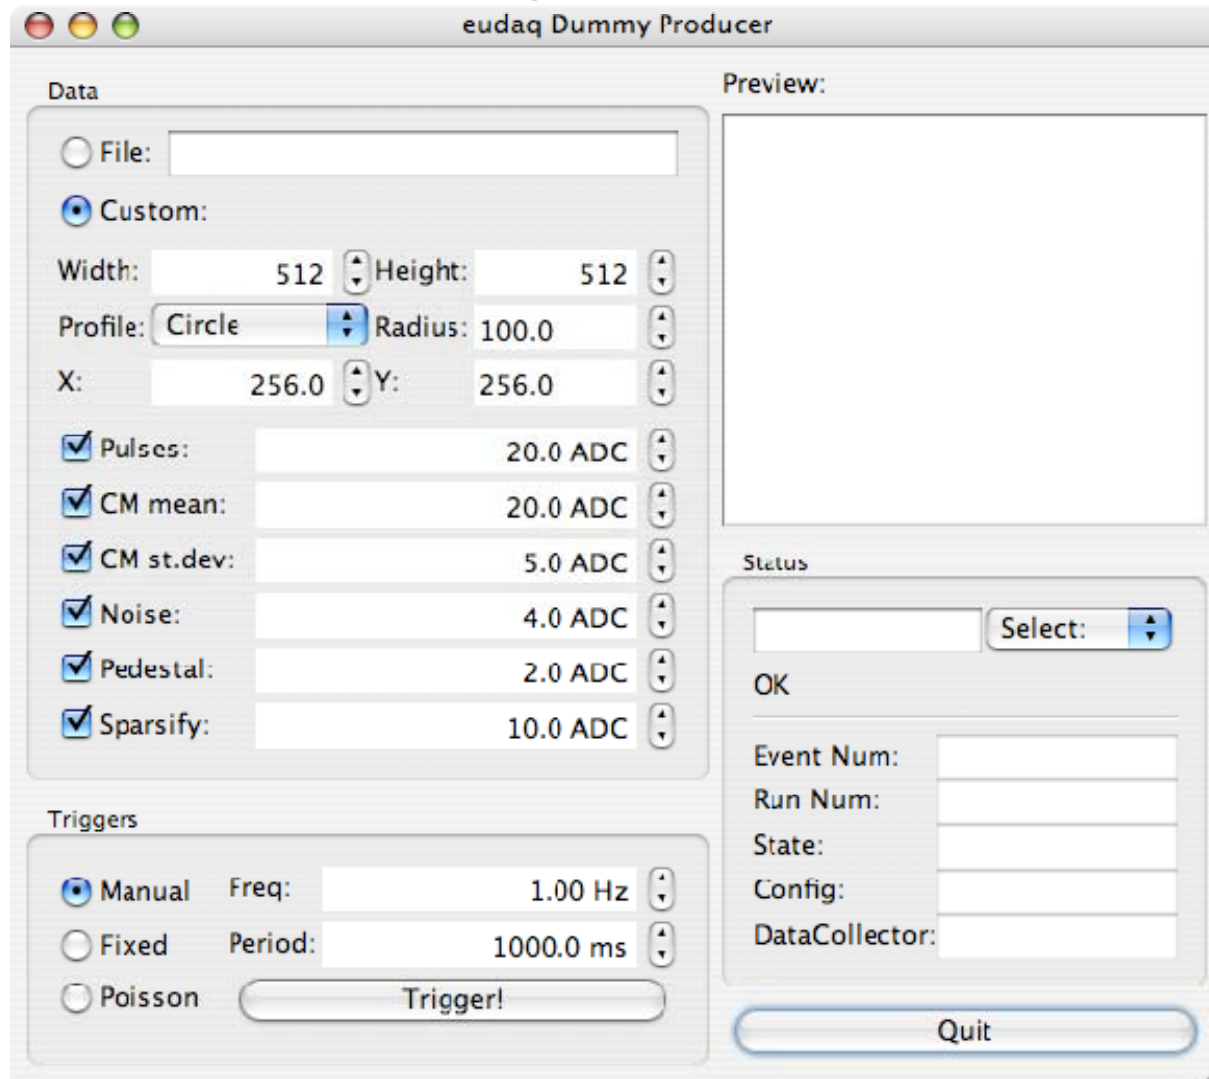 eudaq Dummy Producer
Data
File:
Custom:
Width: 512 Height: 512
Profile: Circle Radius: 100.0
X: 256.0 Y: 256.0
Pulses: 20.0 ADC
CM mean: 20.0 ADC
CM st.dev: 5.0 ADC
Noise: 4.0 ADC
Pedestal: 2.0 ADC
Sparsify: 10.0 ADC
Triggers
Manual Freq: 1.00 Hz
Fixed Period: 1000.0 ms
Poisson Trigger!
Preview:
Status
Select:
OK
Event Num:
Run Num:
State:
Config:
DataCollector:
Quit